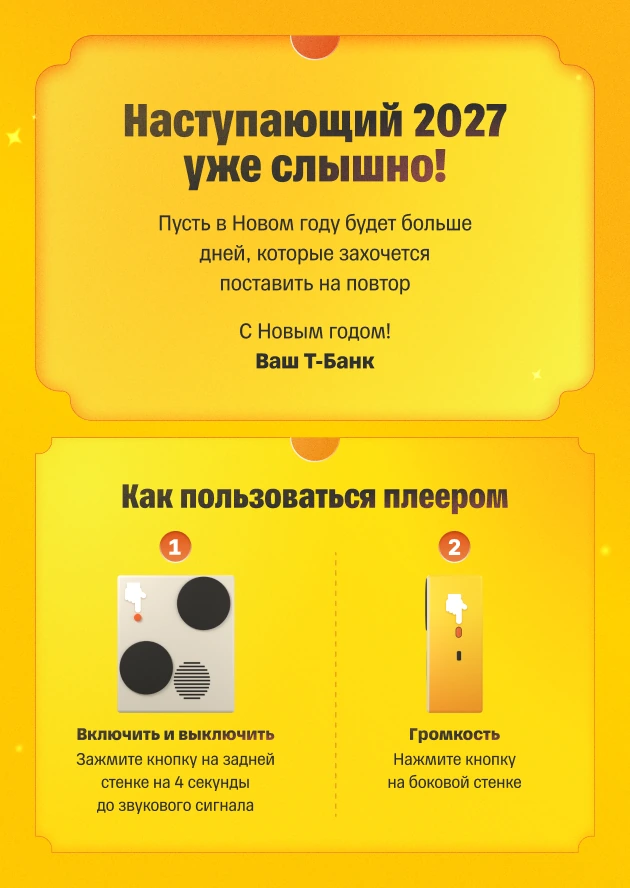 Наступающий 2027
уже слышно!
Пусть в Новом году будет больше
дней, которые захочется
поставить на повтор
С Новым годом!
Ваш Т-Банк
Как пользоваться плеером
1
Включить и выключить
Зажмите кнопку на задней
стенке на 4 секунды
до звукового сигнала
2
Громкость
Нажмите кнопку
на боковой стенке